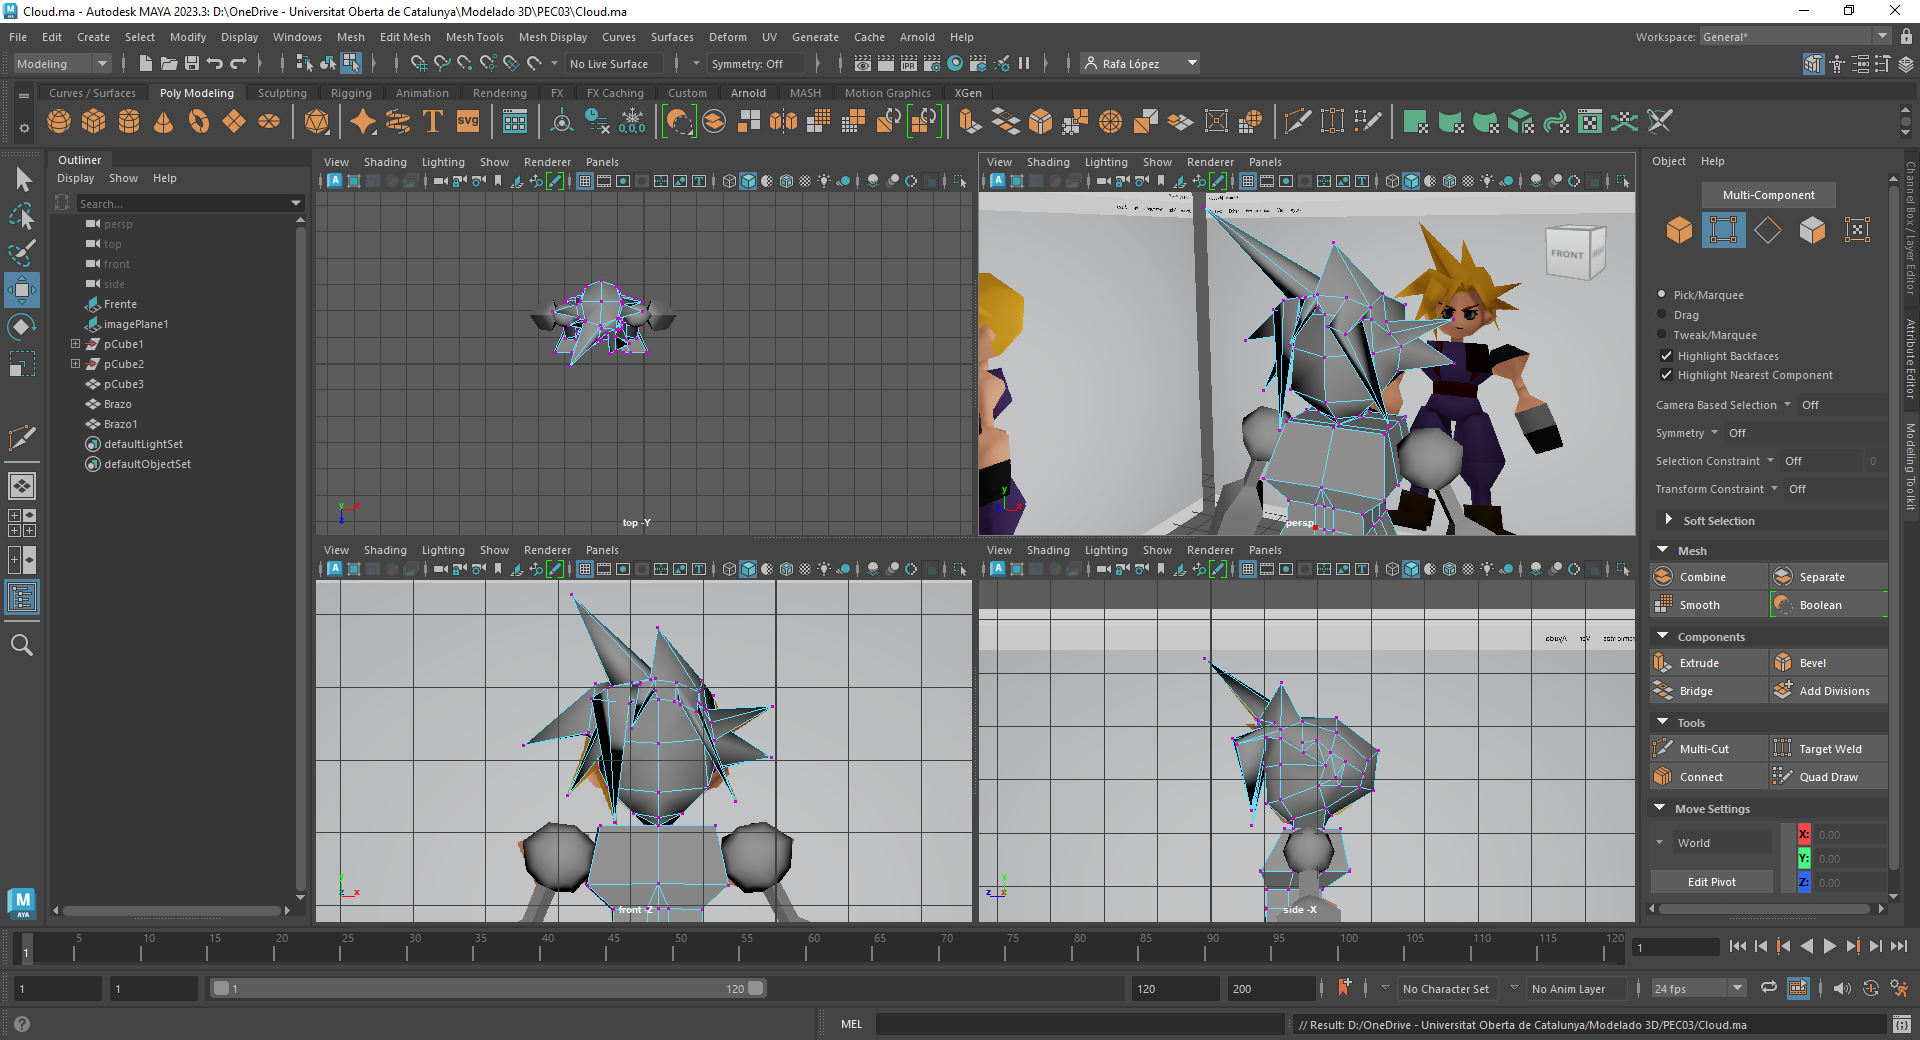 Cloud.ma - Autodesk MAYA 2023.3: D:\OneDrive - Universitat Oberta de Catalunya\Modelado 3D\PEC03\Cloud.ma
File Edit Create Select Modify Display Windows Mesh Edit Mesh Mesh Tools Mesh Display Curves Surfaces Deform UV Generate Cache Arnold Help
Workspace: General*
Modeling
No Live Surface
Symmetry: Off
IPR
Rafa López
Curves / Surfaces Poly Modeling Sculpting Rigging Animation Rendering FX FX Caching Custom Arnold MASH Motion Graphics XGen
T
SVG
0,0,0
Outliner
Display Show Help
Search...
persp
top
front
side
Frente
imagePlane1
pCube1
pCube2
pCube3
Brazo
Brazo1
defaultLightSet
defaultObjectSet
View Shading Lighting Show Renderer Panels
y x
z
top -Y
View Shading Lighting Show Renderer Panels
FRONT
y
x
persp
View Shading Lighting Show Renderer Panels
y
z x
front -Z
View Shading Lighting Show Renderer Panels
y
z
side -X
Object Help
Multi-Component
Pick/Marquee
Drag
Tweak/Marquee
Highlight Backfaces
Highlight Nearest Component
Camera Based Selection Off
Symmetry Off
Selection Constraint Off 0
Transform Constraint Off
Soft Selection
Mesh
Combine Separate
Smooth Boolean
Components
Extrude Bevel
Bridge Add Divisions
Tools
Multi-Cut Target Weld
Connect Quad Draw
Move Settings
World
X: 0.00
Y: 0.00
Z: 0.00
Edit Pivot
Channel Box / Layer Editor
Attribute Editor
Modeling Toolkit
M
AYA
1 5 10 15 20 25 30 35 40 45 50 55 60 65 70 75 80 85 90 95 100 105 110 115 120
1
1 1 1 120 120 200
No Character Set
No Anim Layer
24 fps
MEL
// Result: D:/OneDrive - Universitat Oberta de Catalunya/Modelado 3D/PEC03/Cloud.ma